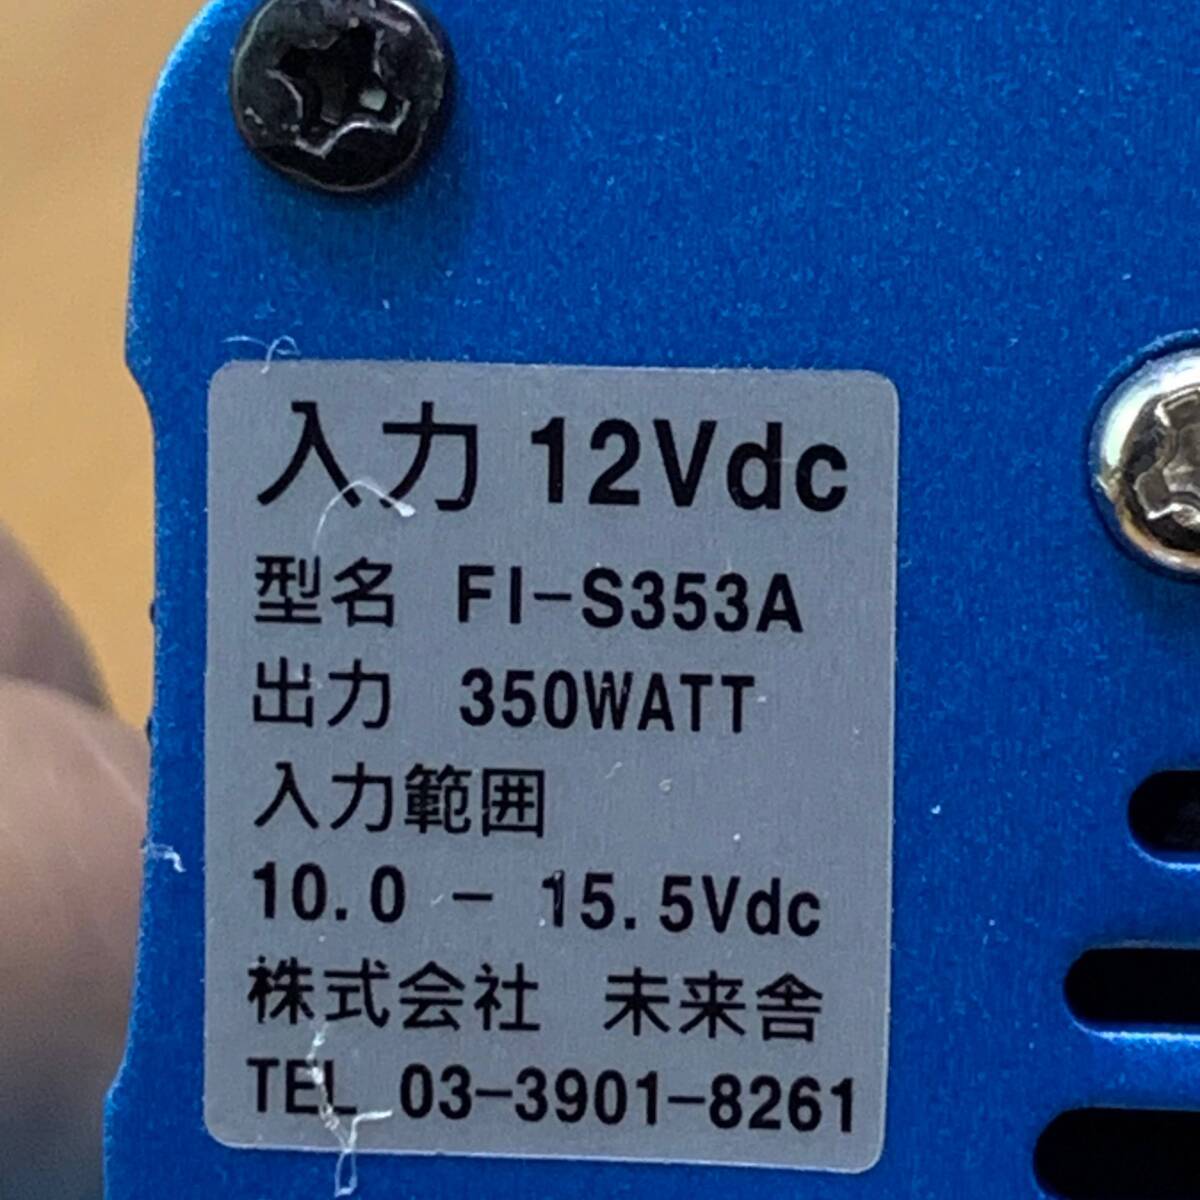 入力 12Vdc
型名 FI-S353A
出力 350WATT
入力範囲
10.0 - 15.5Vdc
株式会社 未来舎
TEL 03-3901-8261